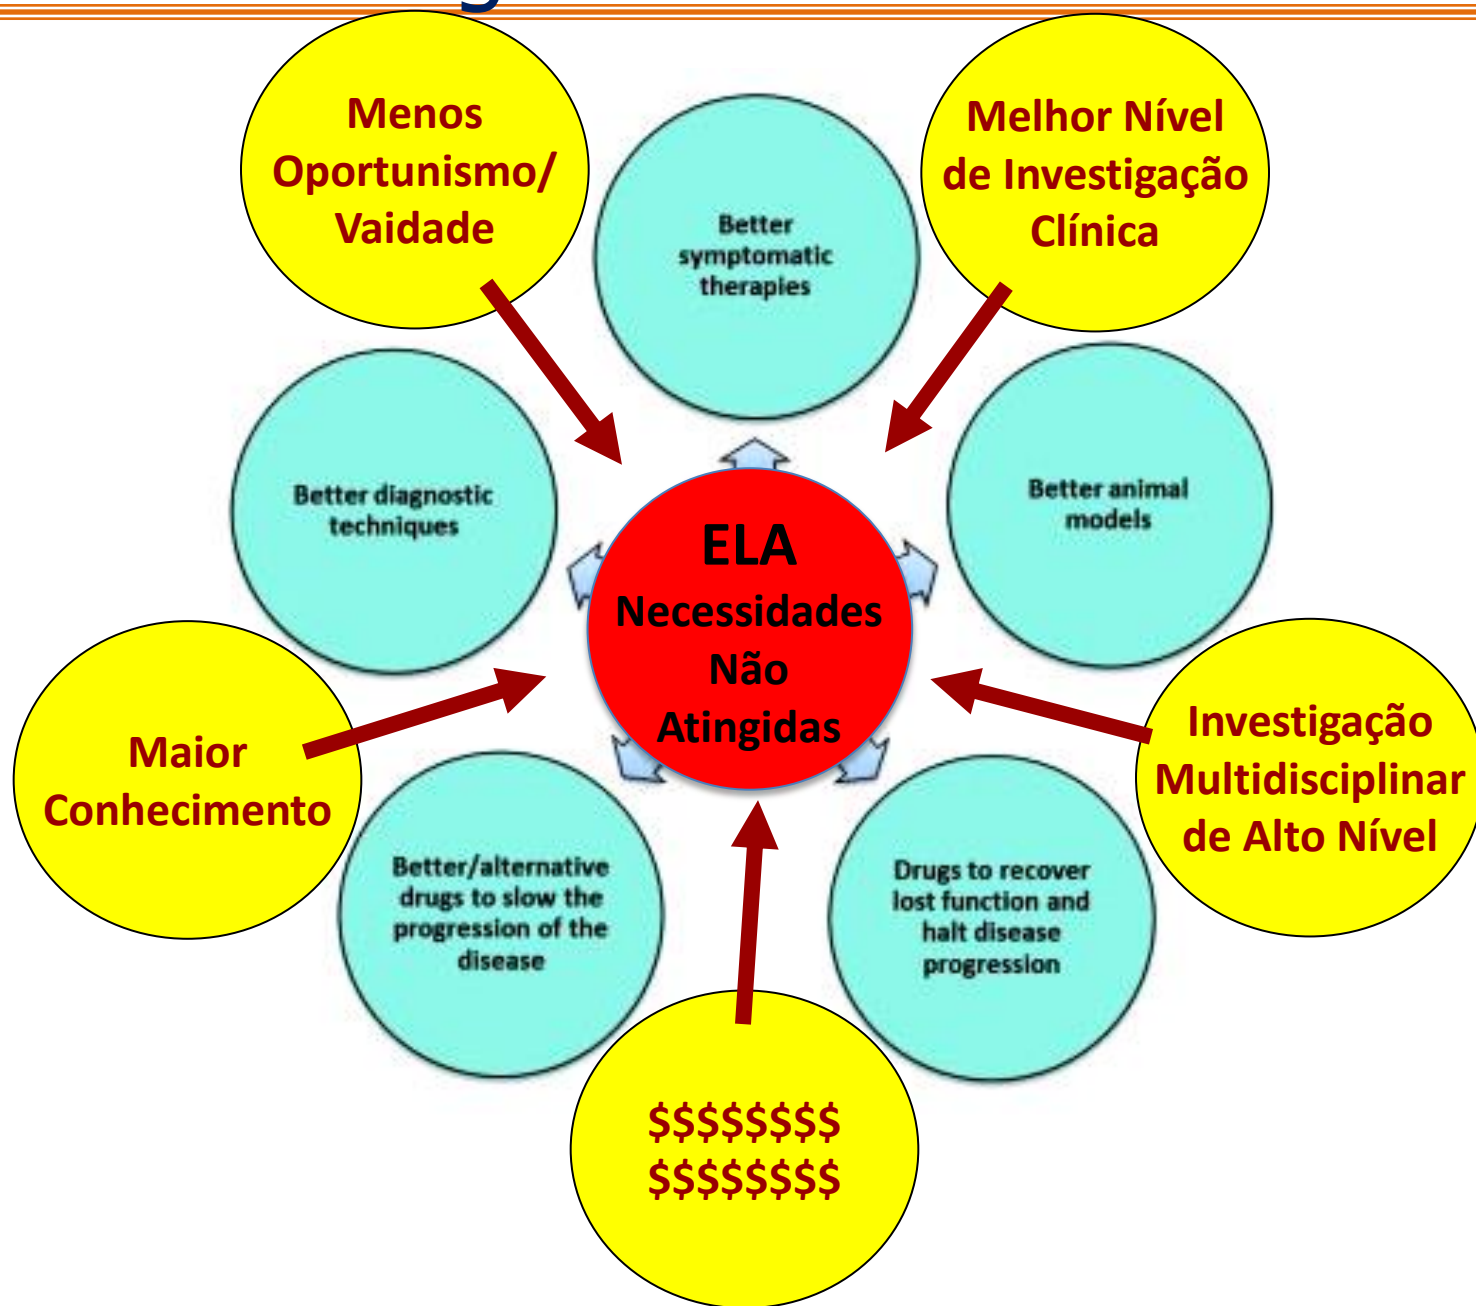 Menos
Oportunismo/
Vaidade
Melhor Nível
de Investigação
Clínica
Better
symptomatic
therapies
Better diagnostic
techniques
Better animal
models
ELA
Necessidades
Não
Atingidas
Maior
Conhecimento
Investigação
Multidisciplinar
de Alto Nível
Better/alternative
drugs to slow the
progression of the
disease
Drugs to recover
lost function and
halt disease
progression
$$$$$$$$
$$$$$$$$